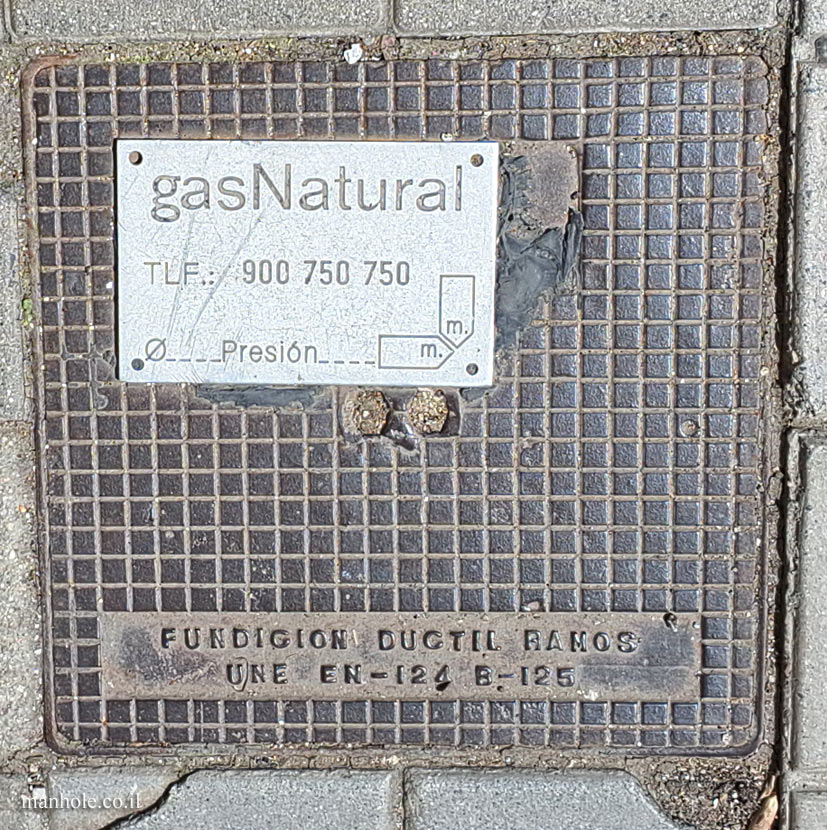 gasNatural
TLF.: 900 750 750
m.
Ø____Presión____ m.
FUNDICION DUCTIL RAMOS
UNE EN-124 B-125
manhole.co.il